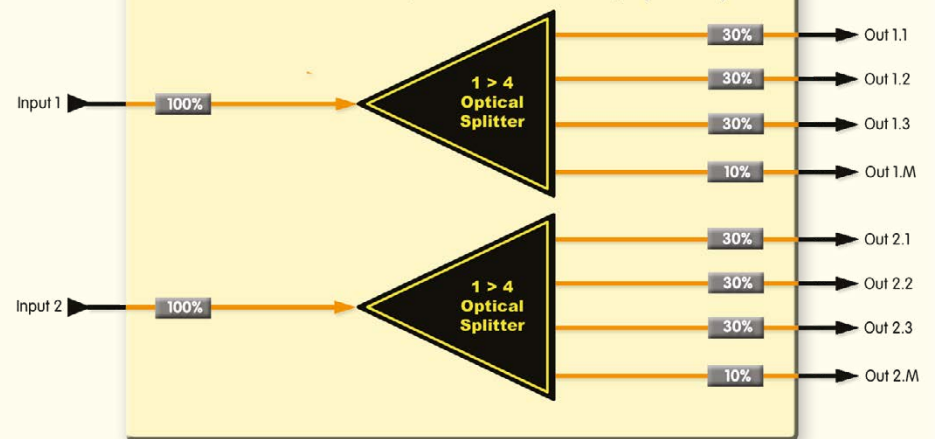 30%
Out 1.1
1 > 4
Optical
Splitter
30%
Out 1.2
Input 1
100%
30%
Out 1.3
10%
Out 1.M
30%
Out 2.1
1 > 4
Optical
Splitter
30%
Out 2.2
Input 2
100%
30%
Out 2.3
10%
Out 2.M